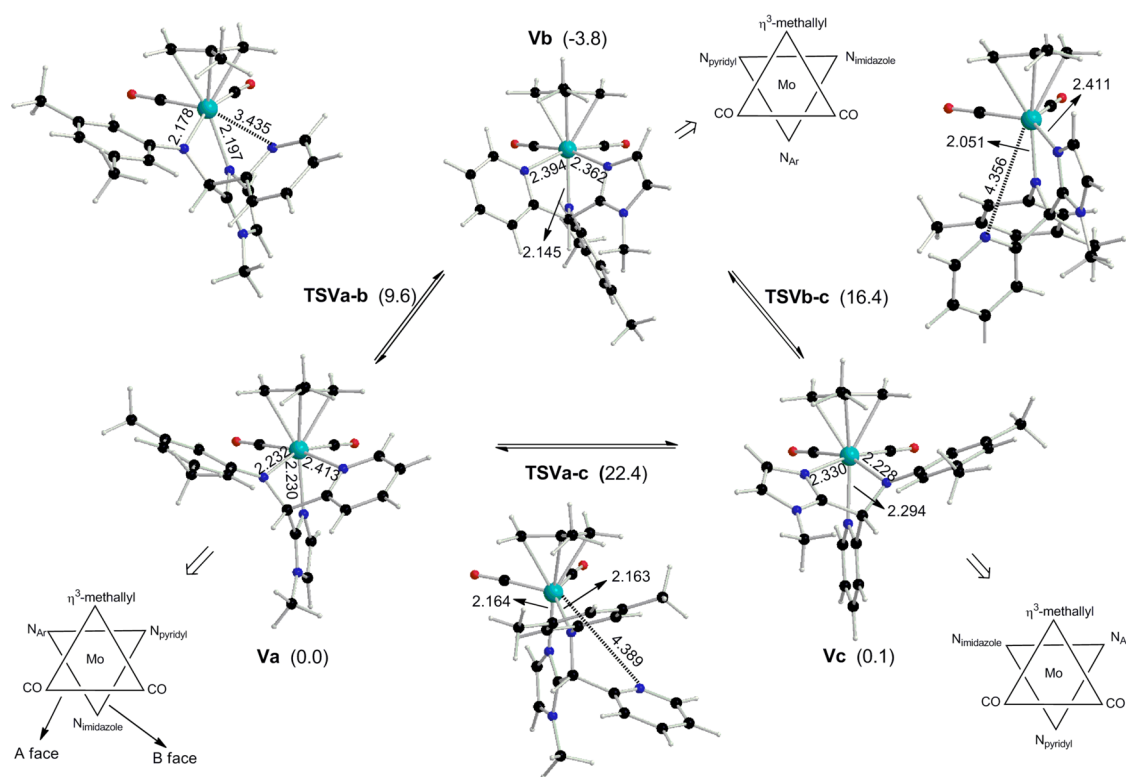 Vb (-3.8)
η3-methallyl
Npyridyl
Nimidazole
Mo
CO
CO
NAr
2.178
2.197
3.435
2.394
2.362
2.145
2.411
2.051
4.356
TSVa-b (9.6)
TSVb-c (16.4)
2.232
2.230
2.413
TSVa-c (22.4)
2.330
2.228
2.294
2.163
2.164
4.389
Va (0.0)
Vc (0.1)
η3-methallyl
NAr
Npyridyl
Mo
CO
CO
Nimidazole
A face
B face
η3-methallyl
Nimidazole
NA
Mo
CO
CO
Npyridyl